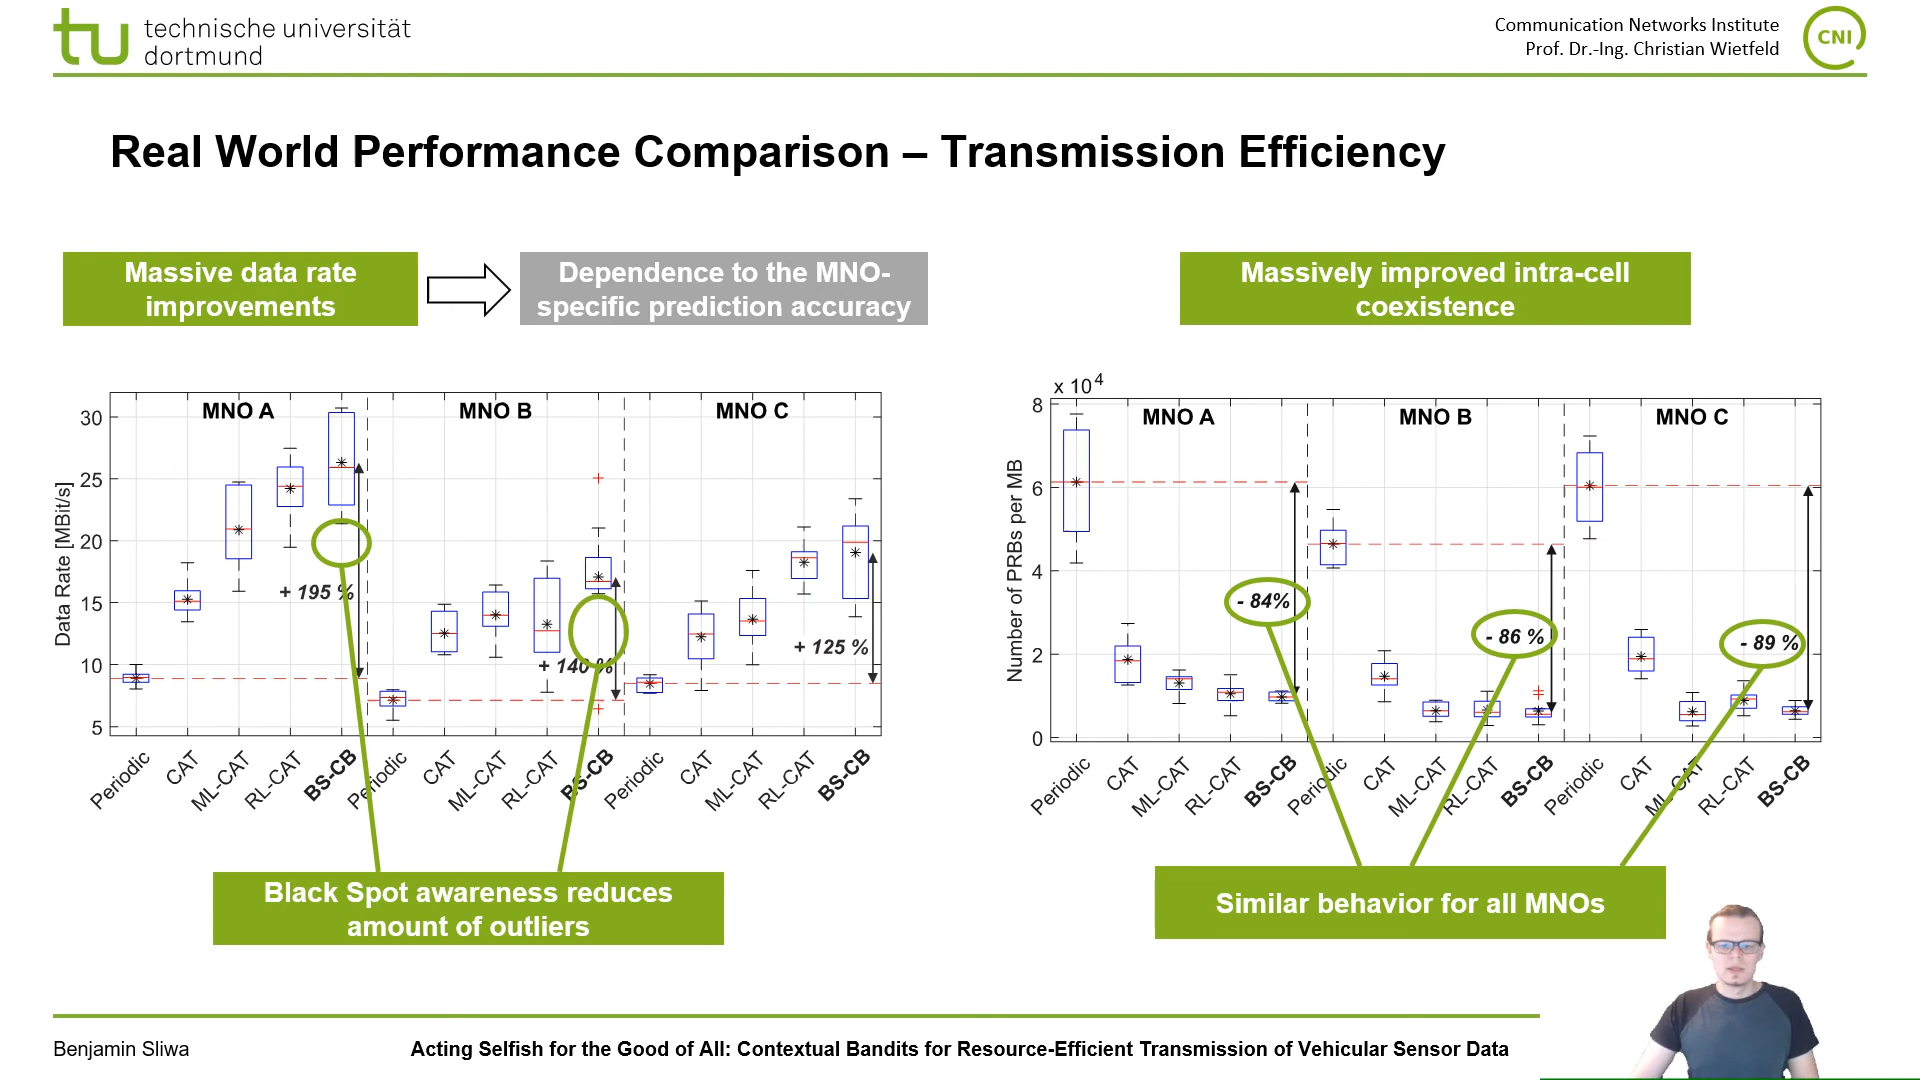 technische universität
dortmund
Communication Networks Institute
Prof. Dr.-Ing. Christian Wietfeld
CNI
Real World Performance Comparison – Transmission Efficiency
Massive data rate
improvements
Dependence to the MNO-
specific prediction accuracy
Massively improved intra-cell
coexistence
Data Rate [MBit/s]
30
25
20
15
10
5
MNO A
MNO B
MNO C
+ 195 %
+ 140 %
+ 125 %
Periodic
CAT
ML-CAT
RL-CAT
BS-CB
Periodic
CAT
ML-CAT
RL-CAT
BS-CB
Periodic
CAT
ML-CAT
RL-CAT
BS-CB
x 10^4
Number of PRBs per MB
8
6
4
2
0
MNO A
MNO B
MNO C
- 84%
- 86 %
- 89 %
Periodic
CAT
ML-CAT
RL-CAT
BS-CB
Periodic
CAT
ML-CAT
RL-CAT
BS-CB
Periodic
CAT
ML-CAT
RL-CAT
BS-CB
Black Spot awareness reduces
amount of outliers
Similar behavior for all MNOs
Benjamin Sliwa
Acting Selfish for the Good of All: Contextual Bandits for Resource-Efficient Transmission of Vehicular Sensor Data